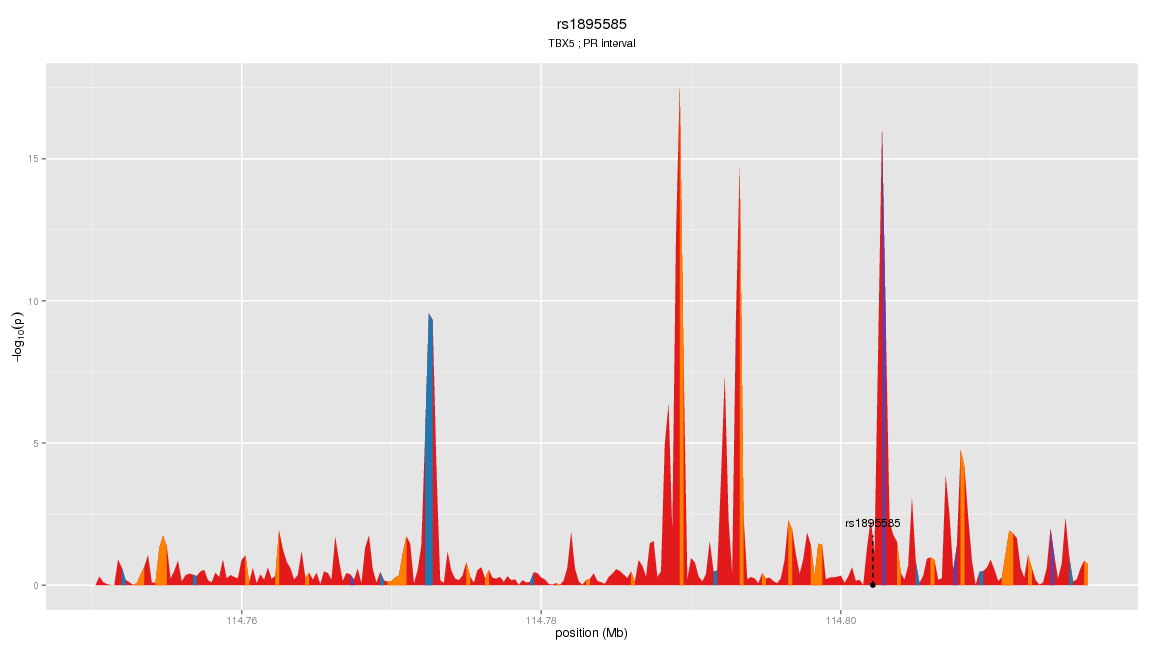 rs1895585
TBX5 ; PR interval
−log10(p)
15
10
5
0
rs1895585
114.76
114.78
114.80
position (Mb)